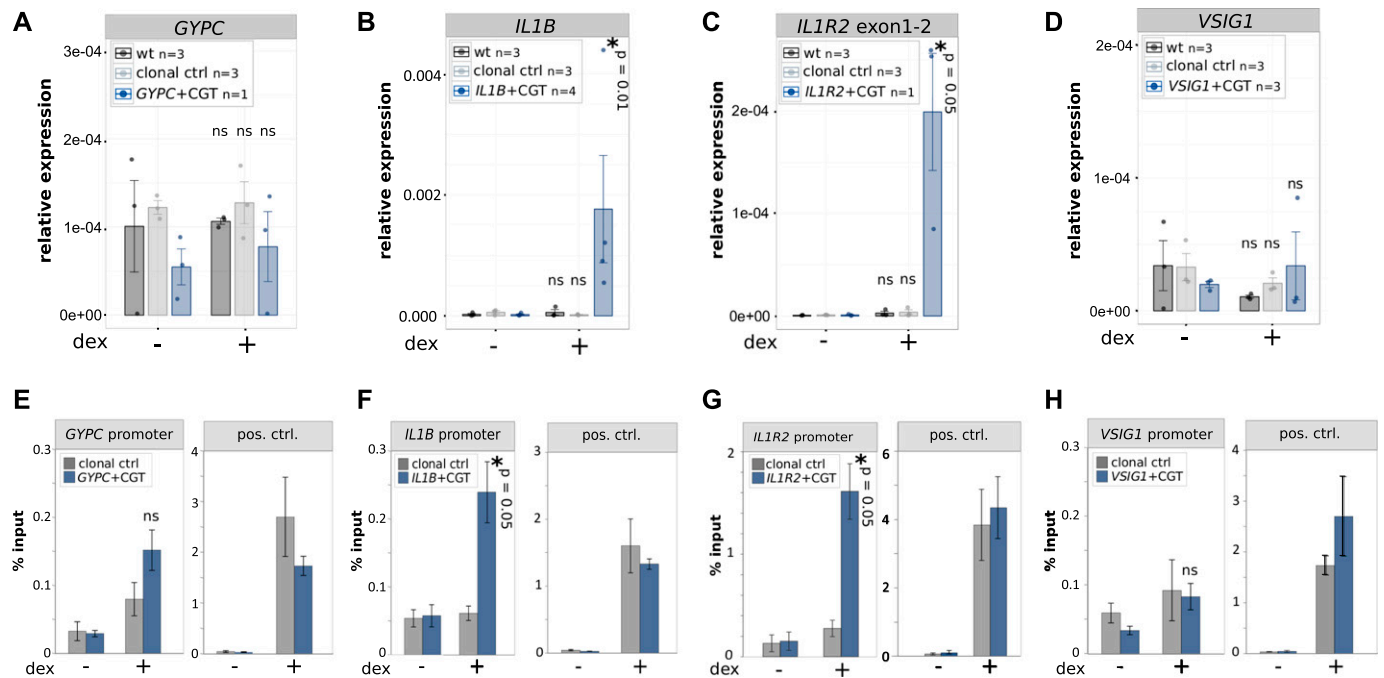 A
GYPC
relative expression
3e-04
2e-04
1e-04
0e+00
wt n=3
clonal ctrl n=3
GYPC+CGT n=1
ns ns ns
dex - +
B
IL1B
relative expression
0.004
0.002
0.000
wt n=3
clonal ctrl n=3
IL1B+CGT n=4
* p = 0.01
ns ns
- +
C
IL1R2 exon1-2
relative expression
2e-04
1e-04
0e+00
wt n=3
clonal ctrl n=3
IL1R2+CGT n=1
* p = 0.05
ns ns
dex - +
D
VSIG1
relative expression
2e-04
1e-04
0e+00
wt n=3
clonal ctrl n=3
VSIG1+CGT n=3
ns ns ns
dex - +
E
GYPC promoter
% input
0.3
0.2
0.1
0
clonal ctrl
GYPC+CGT
ns
pos. ctrl.
4
3
2
1
0
dex - + - +
F
IL1B promoter
% input
0.3
0.2
0.1
0
clonal ctrl
IL1B+CGT
* p = 0.05
pos. ctrl.
3
2
1
0
dex - + - +
G
IL1R2 promoter
% input
2
1
0
clonal ctrl
IL1R2+CGT
* p = 0.05
pos. ctrl.
6
4
2
0
dex - + - +
H
VSIG1 promoter
% input
0.3
0.2
0.1
0
clonal ctrl
VSIG1+CGT
ns
pos. ctrl.
4
3
2
1
0
dex - + - +